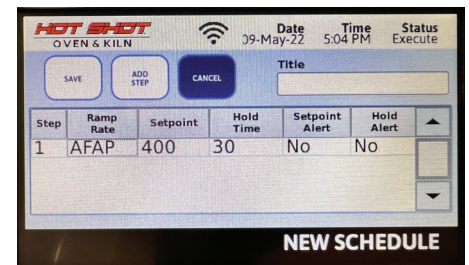 HOT SHOT
OVEN & KILN
Date Time Status
09-May-22 5:04 PM Execute
SAVE
ADD
STEP
CANCEL
Title
Step Ramp Rate Setpoint Hold Time Setpoint Alert Hold Alert
1 AFAP 400 30 No No
NEW SCHEDULE